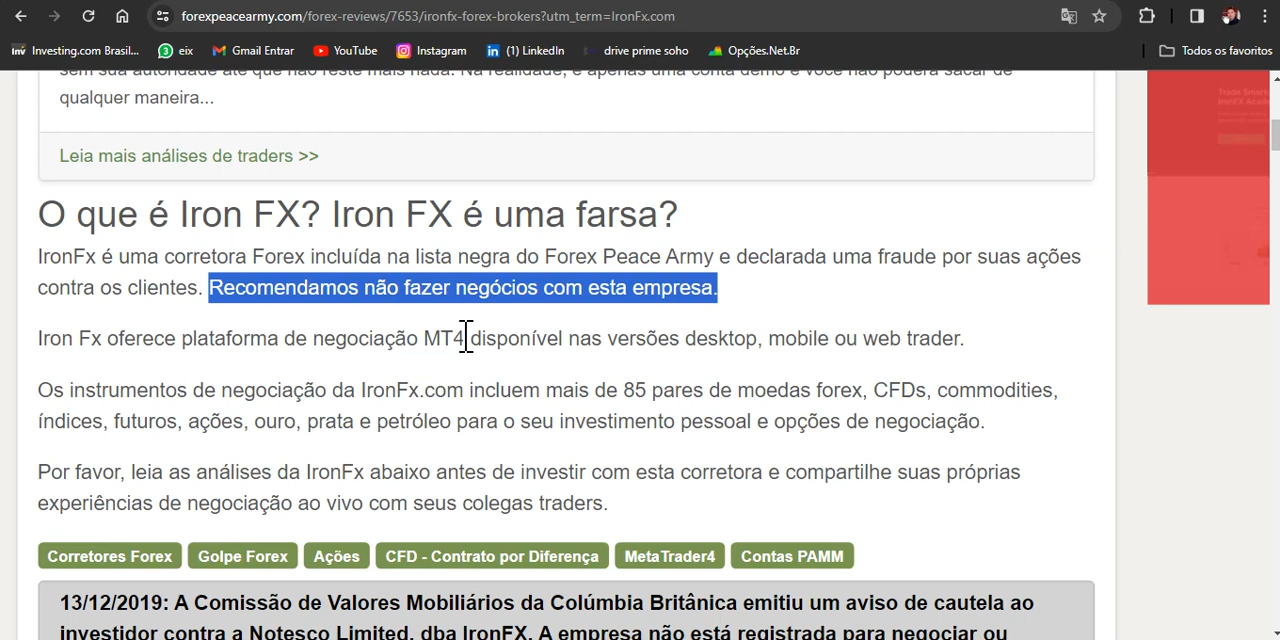 forexpeacearmy.com/forex-reviews/7653/ironfx-forex-brokers?utm_term=IronFx.com
Investing.com Brasil...
eix
Gmail Entrar
YouTube
Instagram
(1) LinkedIn
drive prime soho
Opções.Net.Br
Todos os favoritos
sem sua autoridade até que não reste mais nada. Na realidade, é apenas uma conta demo e você não poderá sacar de
qualquer maneira...
Leia mais análises de traders >>
O que é Iron FX? Iron FX é uma farsa?
IronFx é uma corretora Forex incluída na lista negra do Forex Peace Army e declarada uma fraude por suas ações
contra os clientes. Recomendamos não fazer negócios com esta empresa.
Iron Fx oferece plataforma de negociação MT4 disponível nas versões desktop, mobile ou web trader.
Os instrumentos de negociação da IronFx.com incluem mais de 85 pares de moedas forex, CFDs, commodities,
índices, futuros, ações, ouro, prata e petróleo para o seu investimento pessoal e opções de negociação.
Por favor, leia as análises da IronFx abaixo antes de investir com esta corretora e compartilhe suas próprias
experiências de negociação ao vivo com seus colegas traders.
Corretores Forex
Golpe Forex
Ações
CFD - Contrato por Diferença
MetaTrader4
Contas PAMM
13/12/2019: A Comissão de Valores Mobiliários da Colúmbia Britânica emitiu um aviso de cautela ao
investidor contra a Notesco Limited, dba IronFX. A empresa não está registrada para negociar ou